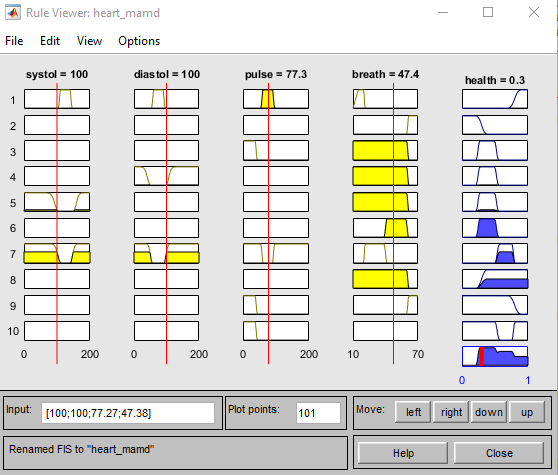 Rule Viewer: heart_mamd
File Edit View Options
systol = 100 diastol = 100 pulse = 77.3 breath = 47.4 health = 0.3
1
2
3
4
5
6
7
8
9
10
0 200 0 200 0 200 10 70
0 1
Input: [100;100;77.27;47.38] Plot points: 101 Move: left right down up
Renamed FIS to "heart_mamd" Help Close